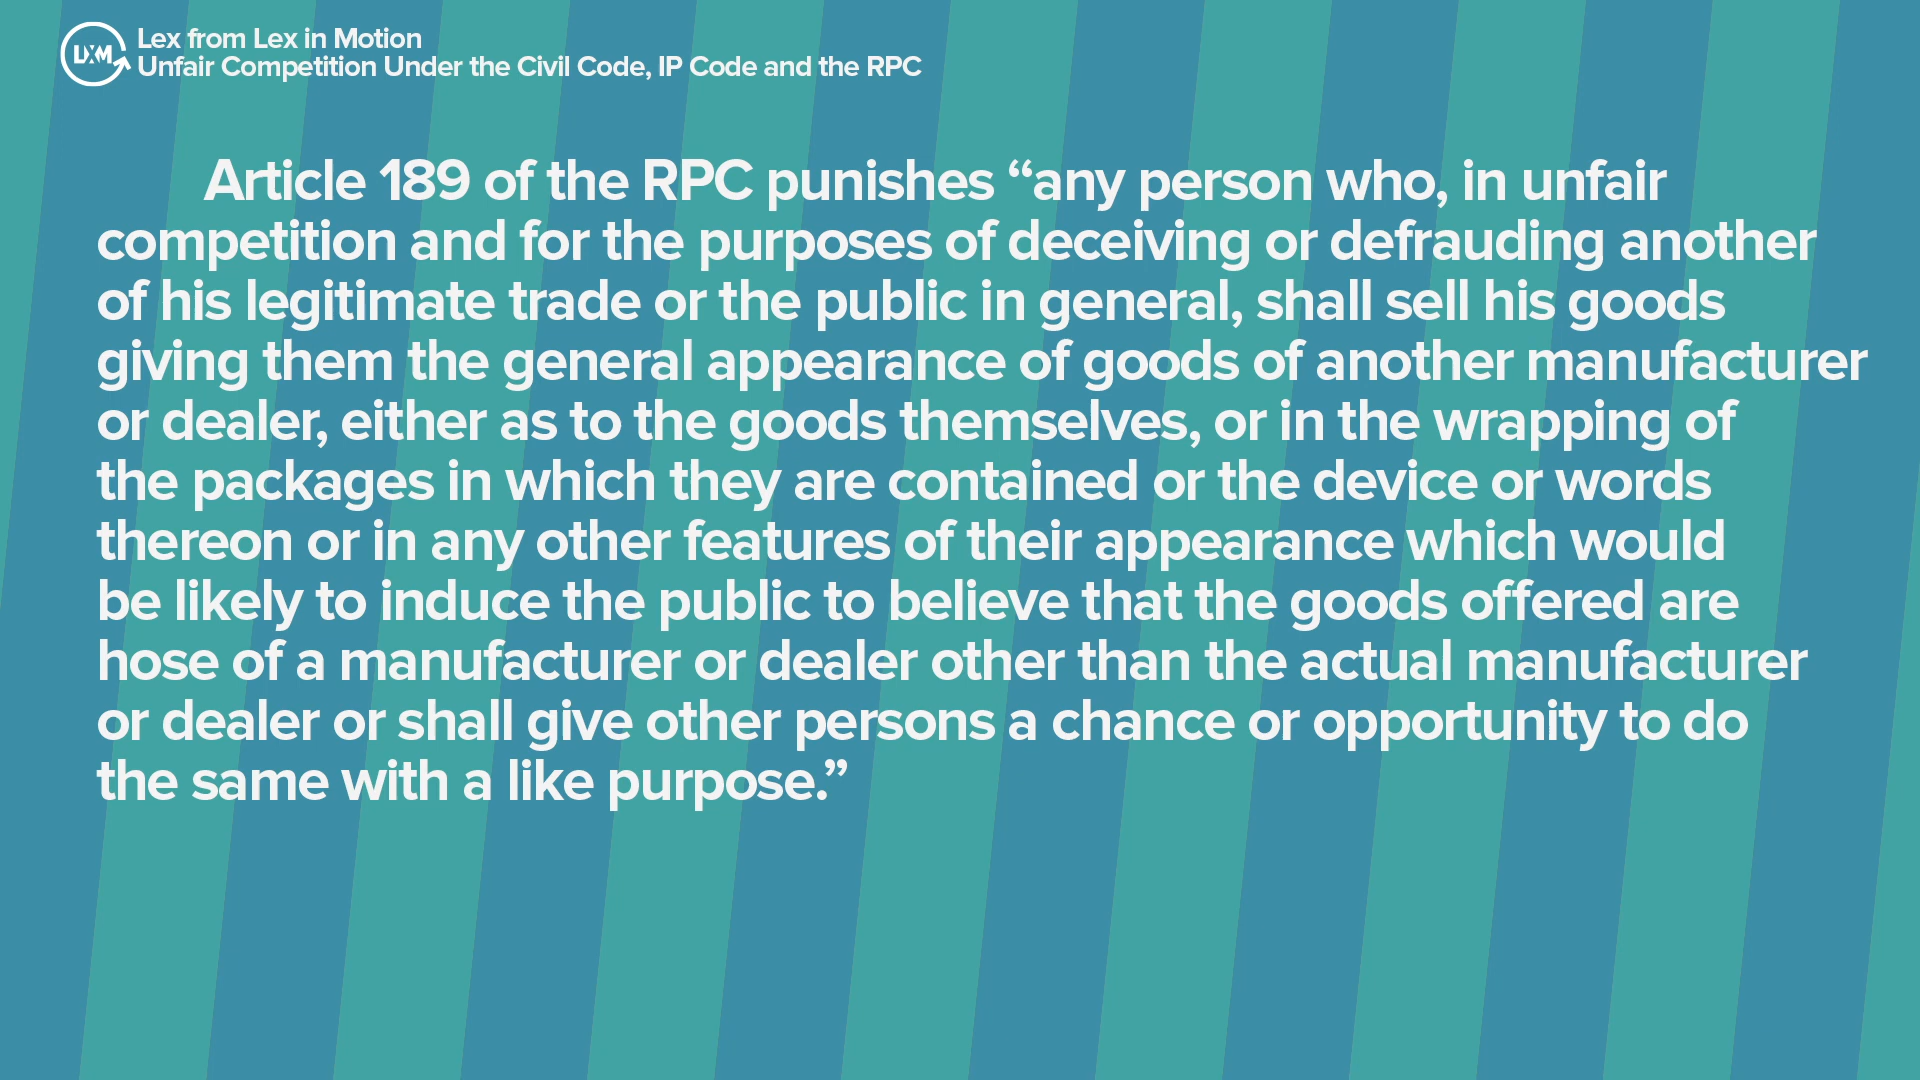 LXM
Lex from Lex in Motion
Unfair Competition Under the Civil Code, IP Code and the RPC
Article 189 of the RPC punishes “any person who, in unfair
competition and for the purposes of deceiving or defrauding another
of his legitimate trade or the public in general, shall sell his goods
giving them the general appearance of goods of another manufacturer
or dealer, either as to the goods themselves, or in the wrapping of
the packages in which they are contained or the device or words
thereon or in any other features of their appearance which would
be likely to induce the public to believe that the goods offered are
hose of a manufacturer or dealer other than the actual manufacturer
or dealer or shall give other persons a chance or opportunity to do
the same with a like purpose.”